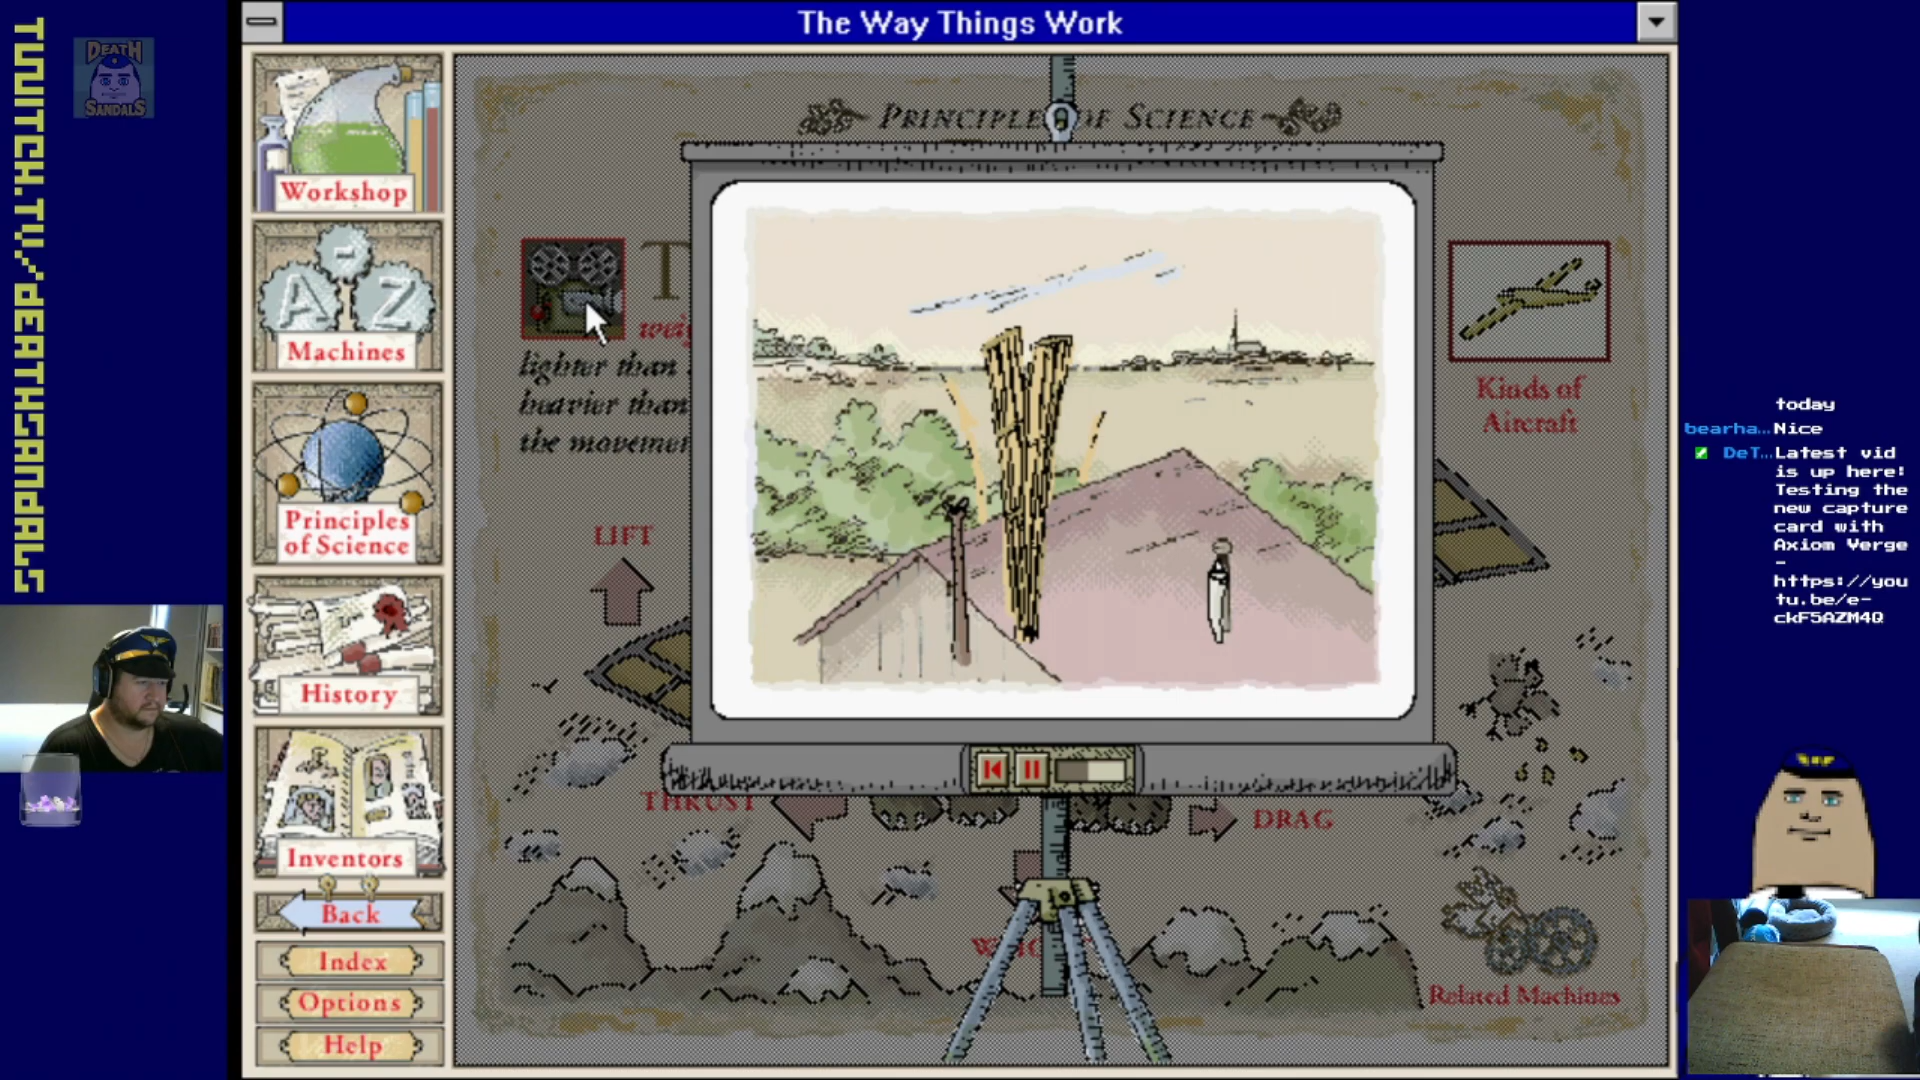 TWITCH.TV/DEATHSANDALS
DEATH
SANDALS
The Way Things Work
Workshop
A
Z
Machines
Principles
of Science
History
Inventors
Back
Index
Options
Help
PRINCIPLE OF SCIENCE
T
weig
lighter than
heavier than
the movemen
LIFT
THRUST
DRAG
Kinds of
Aircraft
Related Machines
today
bearha...Nice
DeT...Latest vid
is up here:
Testing the
new capture
card with
Axiom Verge
-
https://you
tu.be/e-
ckF5AZM4Q